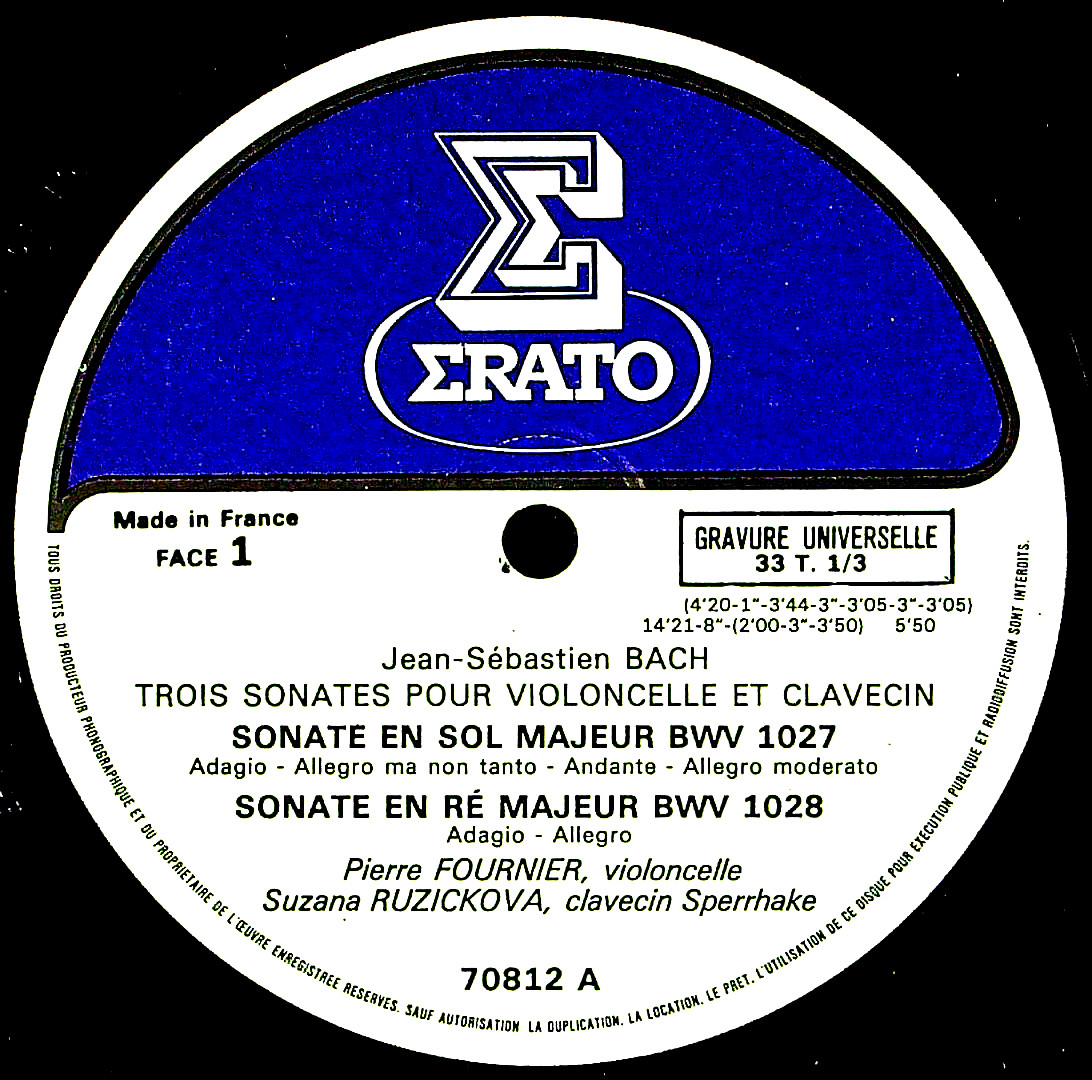 ΣRATO
Made in France
FACE 1
GRAVURE UNIVERSELLE
33 T. 1/3
(4'20-1"-3'44-3"-3'05-3"-3'05)
14'21-8"-(2'00-3"-3'50) 5'50
Jean-Sébastien BACH
TROIS SONATES POUR VIOLONCELLE ET CLAVECIN
SONATE EN SOL MAJEUR BWV 1027
Adagio - Allegro ma non tanto - Andante - Allegro moderato
SONATE EN RÉ MAJEUR BWV 1028
Adagio - Allegro
Pierre FOURNIER, violoncelle
Suzana RUZICKOVA, clavecin Sperrhake
70812 A
TOUS DROITS DU PRODUCTEUR PHONOGRAPHIQUE ET DU PROPRIETAIRE DE L'ŒUVRE ENREGISTREE RESERVES. SAUF AUTORISATION LA DUPLICATION, LA LOCATION, LE PRET, L'UTILISATION DE CE DISQUE POUR EXECUTION PUBLIQUE ET RADIODIFFUSION SONT INTERDITS.